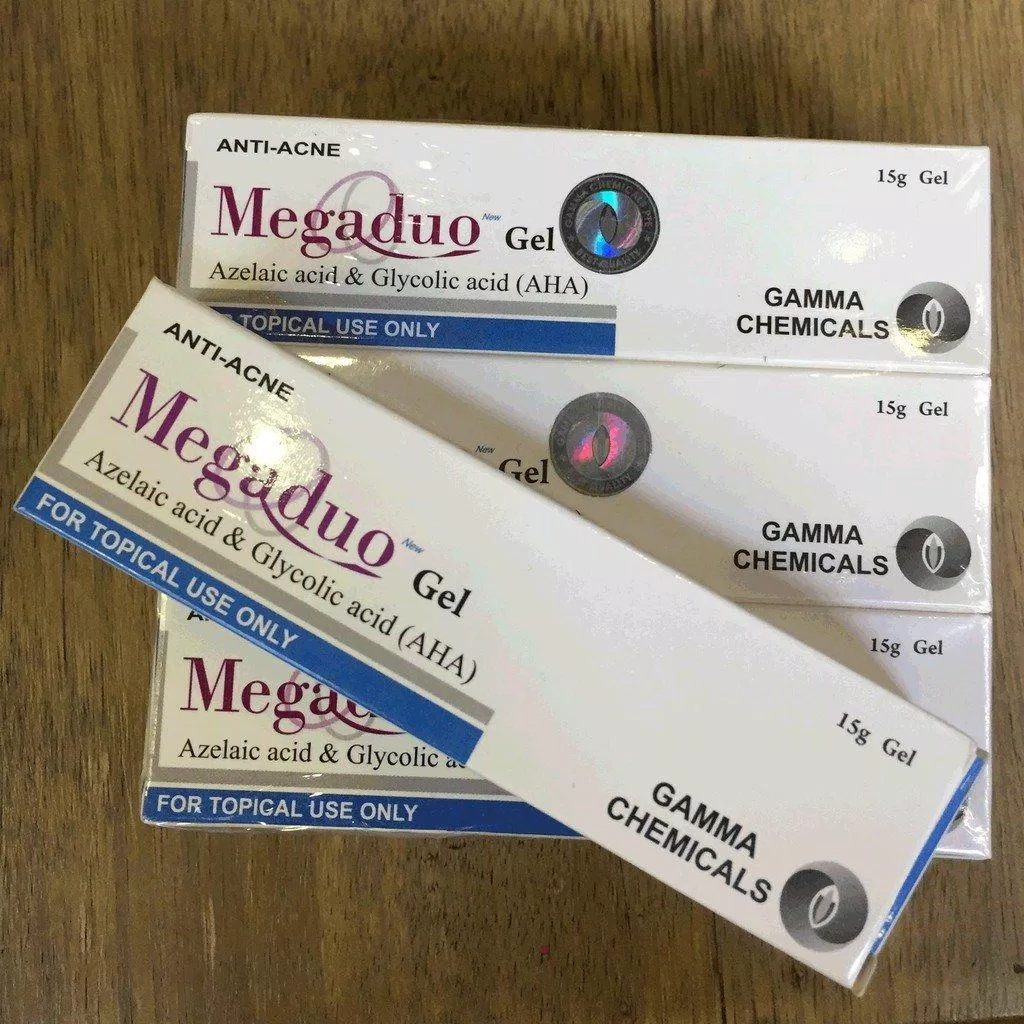 ANTI-ACNE
Megaduo New Gel
Azelaic acid & Glycolic acid (AHA)
TOPICAL USE ONLY
15g Gel
GAMMA
CHEMICALS
New
Gel
15g Gel
GAMMA
CHEMICALS
ANTI-ACNE
Megaduo New Gel
Azelaic acid & Glycolic acid (AHA)
FOR TOPICAL USE ONLY
15g Gel
GAMMA
CHEMICALS
Azelaic acid & Glycolic
FOR TOPICAL USE ONLY
15g Gel